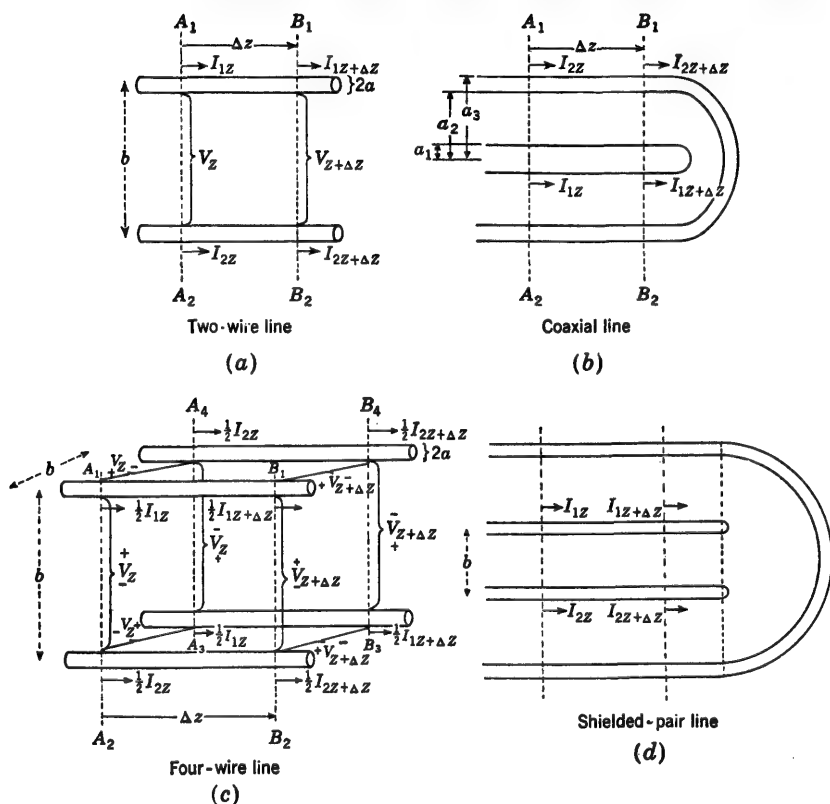 A₁ B₁
Δz
I₁z I₁z+Δz
}2a
b
Vz Vz+Δz
I₂z I₂z+Δz
A₂ B₂
Two-wire line
(a)
A₁ B₁
Δz
I₂z I₂z+Δz
a₃
a₂
a₁
I₁z I₁z+Δz
A₂ B₂
Coaxial line
(b)
A₄ B₄
½I₂z ½I₂z+Δz
}2a
b
A₁ + Vz - B₁ + Vz+Δz -
½I₁z ½I₁z+Δz
b
+ Vz - - Vz + + Vz+Δz - - Vz+Δz +
- Vz + + Vz+Δz -
A₃ ½I₁z B₃ ½I₁z+Δz
½I₂z ½I₂z+Δz
Δz
A₂ B₂
Four-wire line
(c)
I₁z I₁z+Δz
b
I₂z I₂z+Δz
Shielded-pair line
(d)